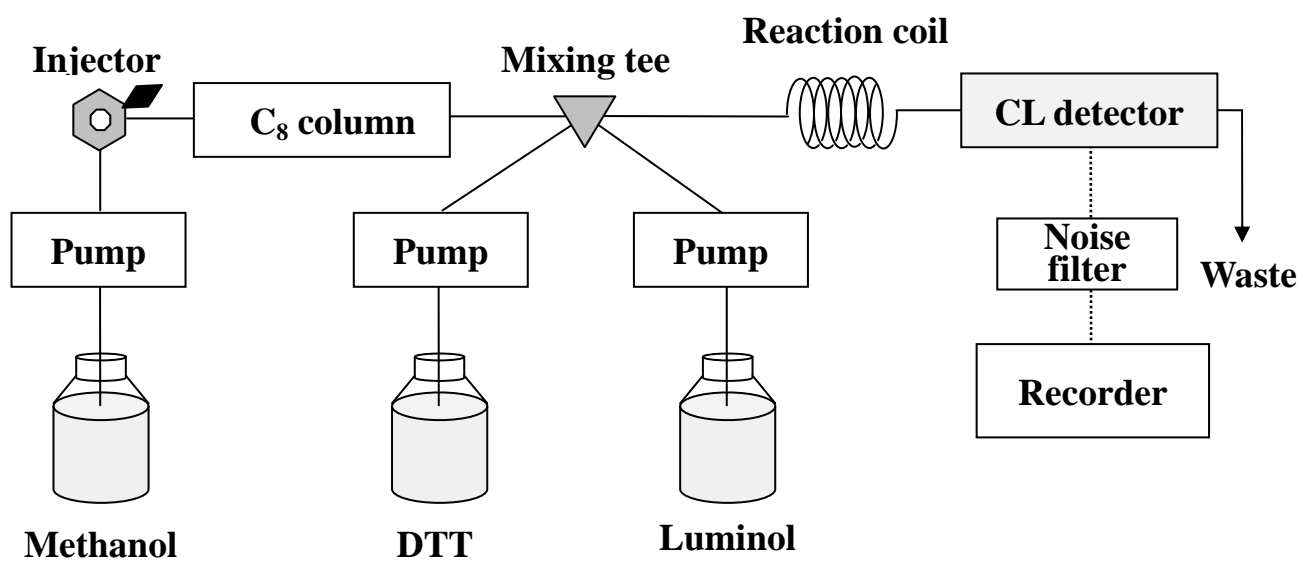 Reaction coil
Mixing tee
Injector
C₈ column
CL detector
Pump
Pump
Pump
Noise
filter
Waste
Recorder
Methanol
DTT
Luminol